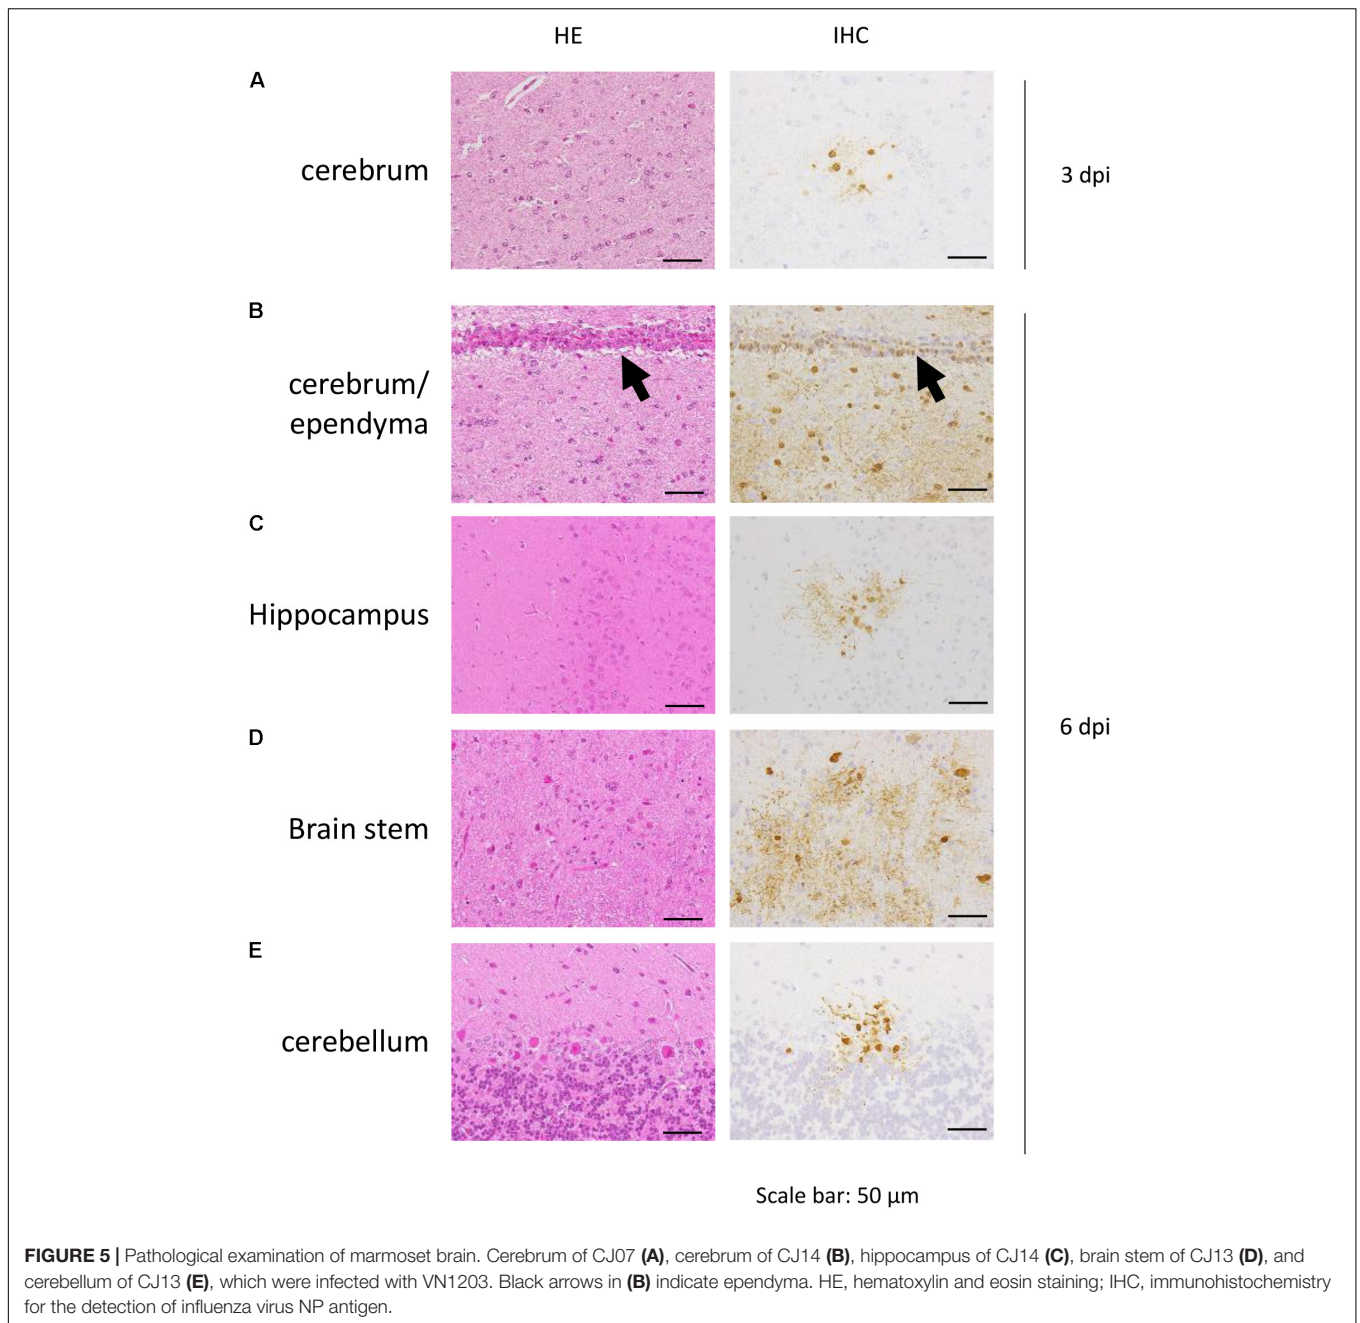 HE
IHC
A
cerebrum
3 dpi
B
cerebrum/
ependyma
C
Hippocampus
6 dpi
D
Brain stem
E
cerebellum
Scale bar: 50 μm
FIGURE 5 | Pathological examination of marmoset brain. Cerebrum of CJ07 (A), cerebrum of CJ14 (B), hippocampus of CJ14 (C), brain stem of CJ13 (D), and
cerebellum of CJ13 (E), which were infected with VN1203. Black arrows in (B) indicate ependyma. HE, hematoxylin and eosin staining; IHC, immunohistochemistry
for the detection of influenza virus NP antigen.